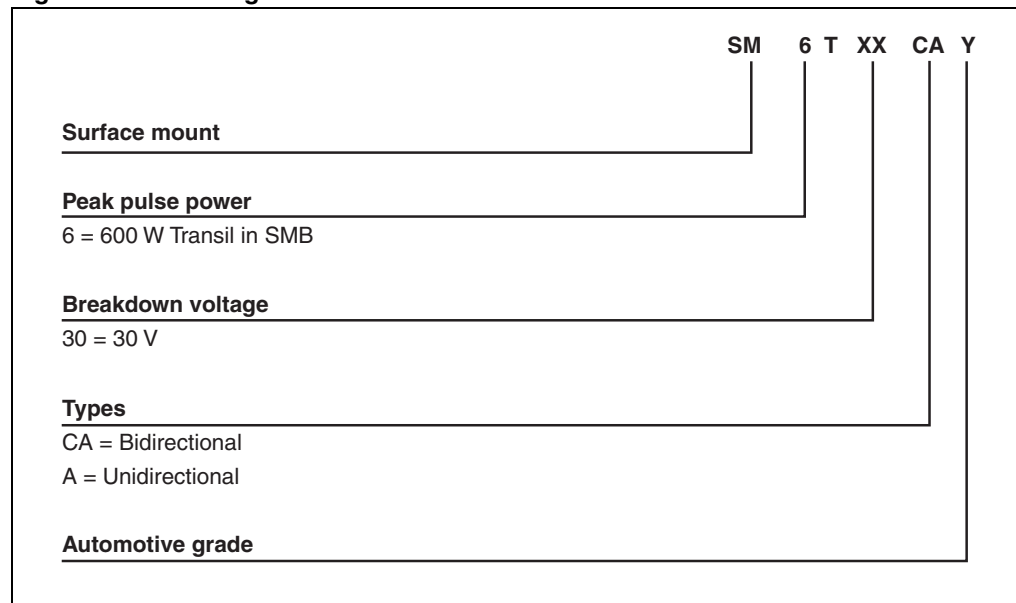 SM 6 T XX CA Y
Surface mount
Peak pulse power
6 = 600 W Transil in SMB
Breakdown voltage
30 = 30 V
Types
CA = Bidirectional
A = Unidirectional
Automotive grade